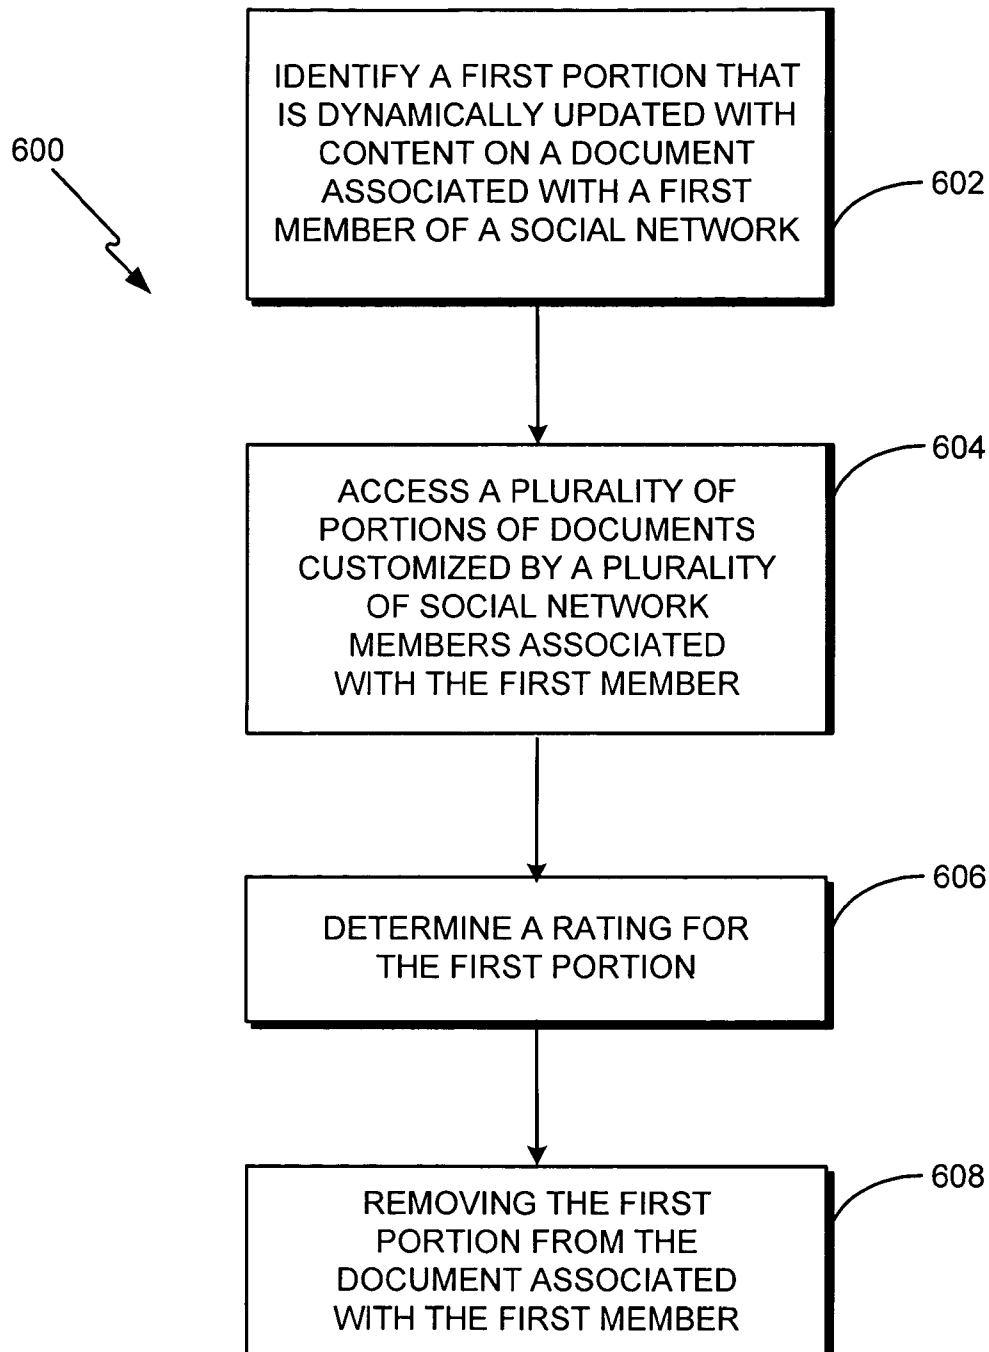 600
IDENTIFY A FIRST PORTION THAT
IS DYNAMICALLY UPDATED WITH
CONTENT ON A DOCUMENT
ASSOCIATED WITH A FIRST
MEMBER OF A SOCIAL NETWORK
602
ACCESS A PLURALITY OF
PORTIONS OF DOCUMENTS
CUSTOMIZED BY A PLURALITY
OF SOCIAL NETWORK
MEMBERS ASSOCIATED
WITH THE FIRST MEMBER
604
DETERMINE A RATING FOR
THE FIRST PORTION
606
REMOVING THE FIRST
PORTION FROM THE
DOCUMENT ASSOCIATED
WITH THE FIRST MEMBER
608